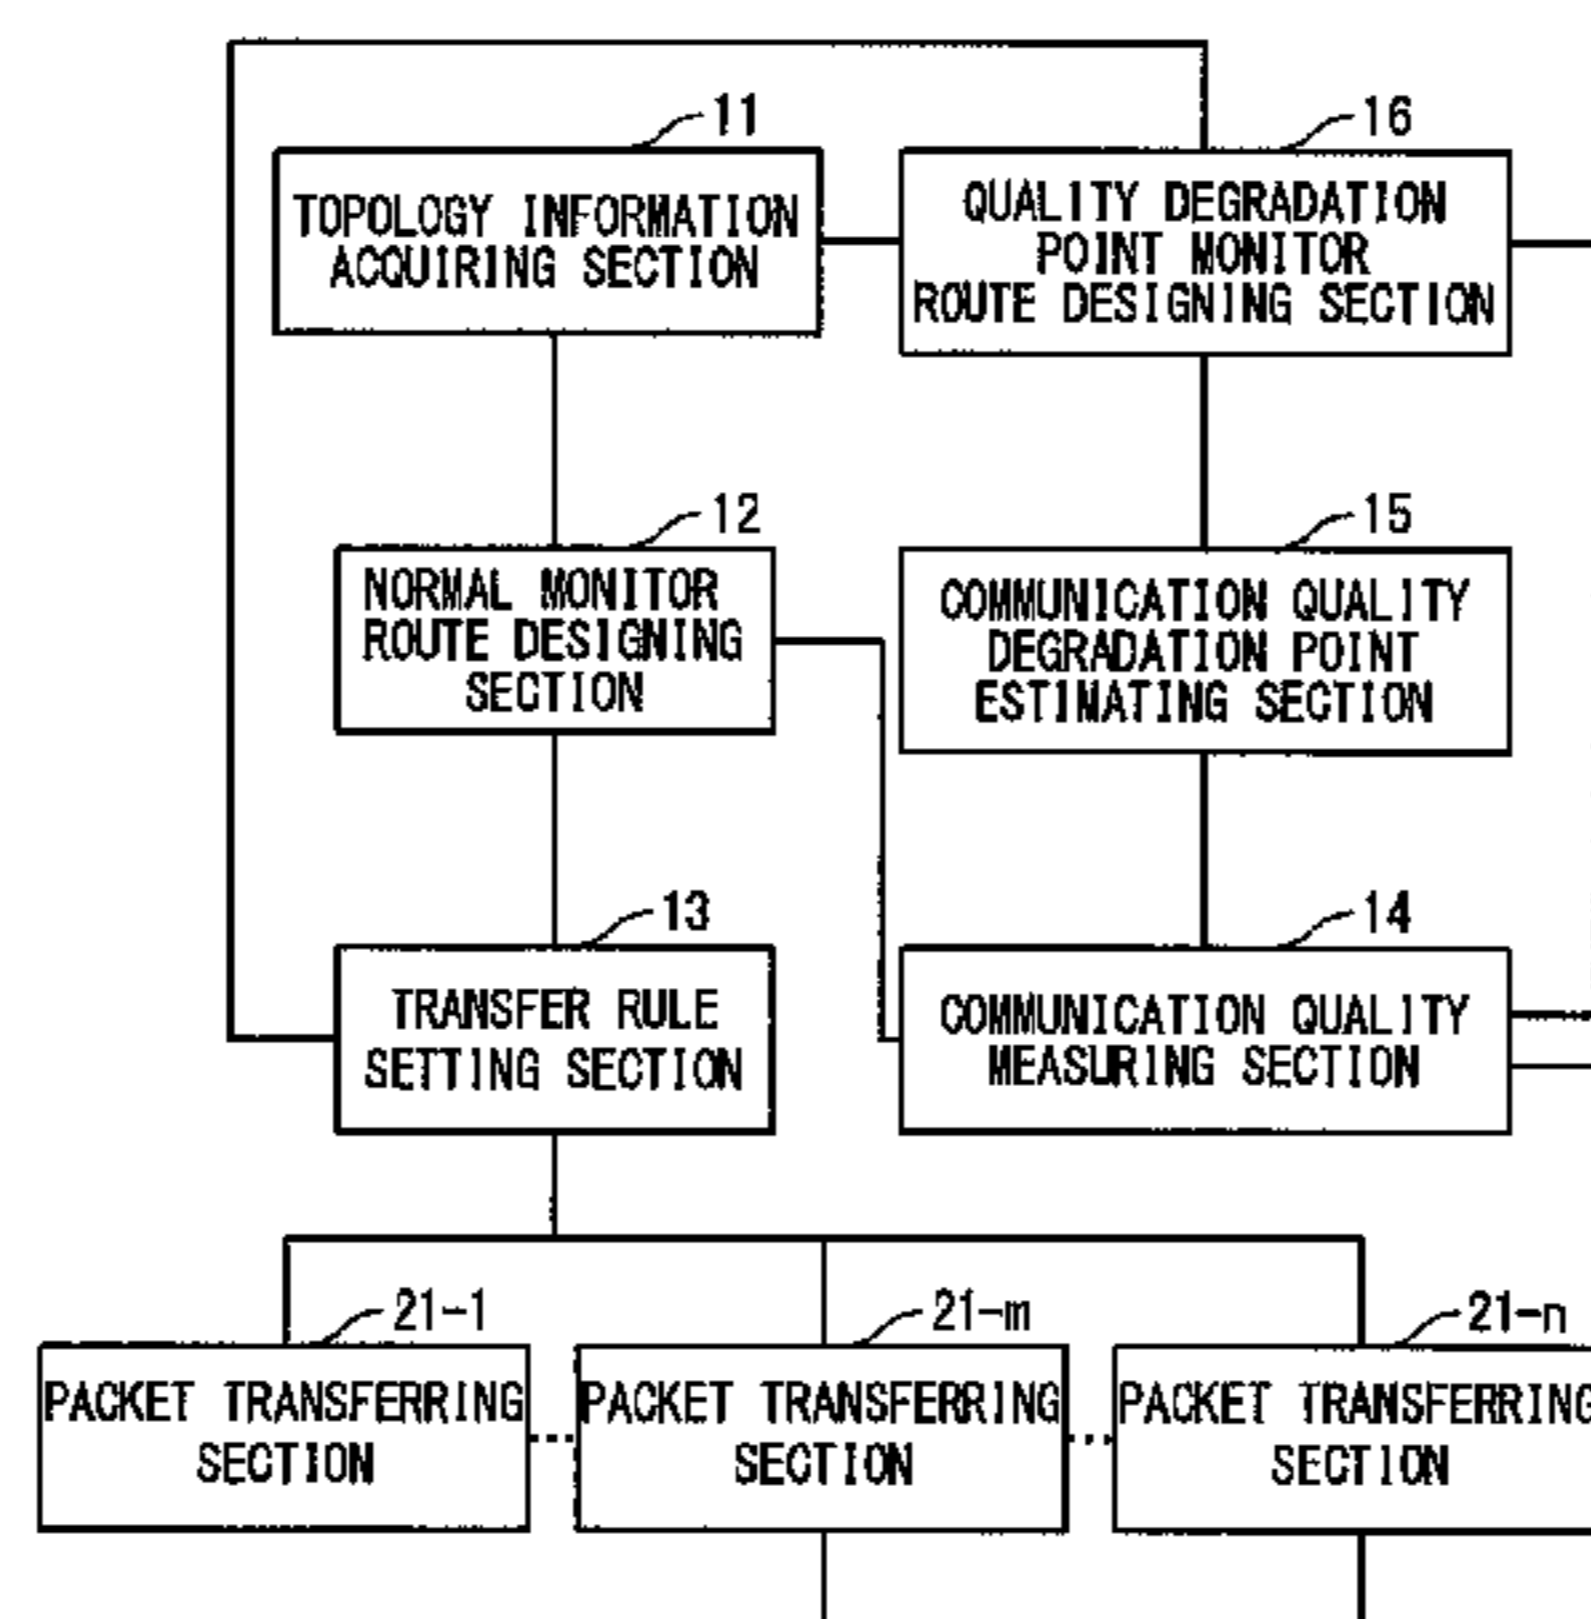 11
TOPOLOGY INFORMATION
ACQUIRING SECTION
16
QUALITY DEGRADATION
POINT MONITOR
ROUTE DESIGNING SECTION
12
NORMAL MONITOR
ROUTE DESIGNING
SECTION
15
COMMUNICATION QUALITY
DEGRADATION POINT
ESTIMATING SECTION
13
TRANSFER RULE
SETTING SECTION
14
COMMUNICATION QUALITY
MEASURING SECTION
21-1
PACKET TRANSFERRING
SECTION
21-m
PACKET TRANSFERRING
SECTION
21-n
PACKET TRANSFERRING
SECTION